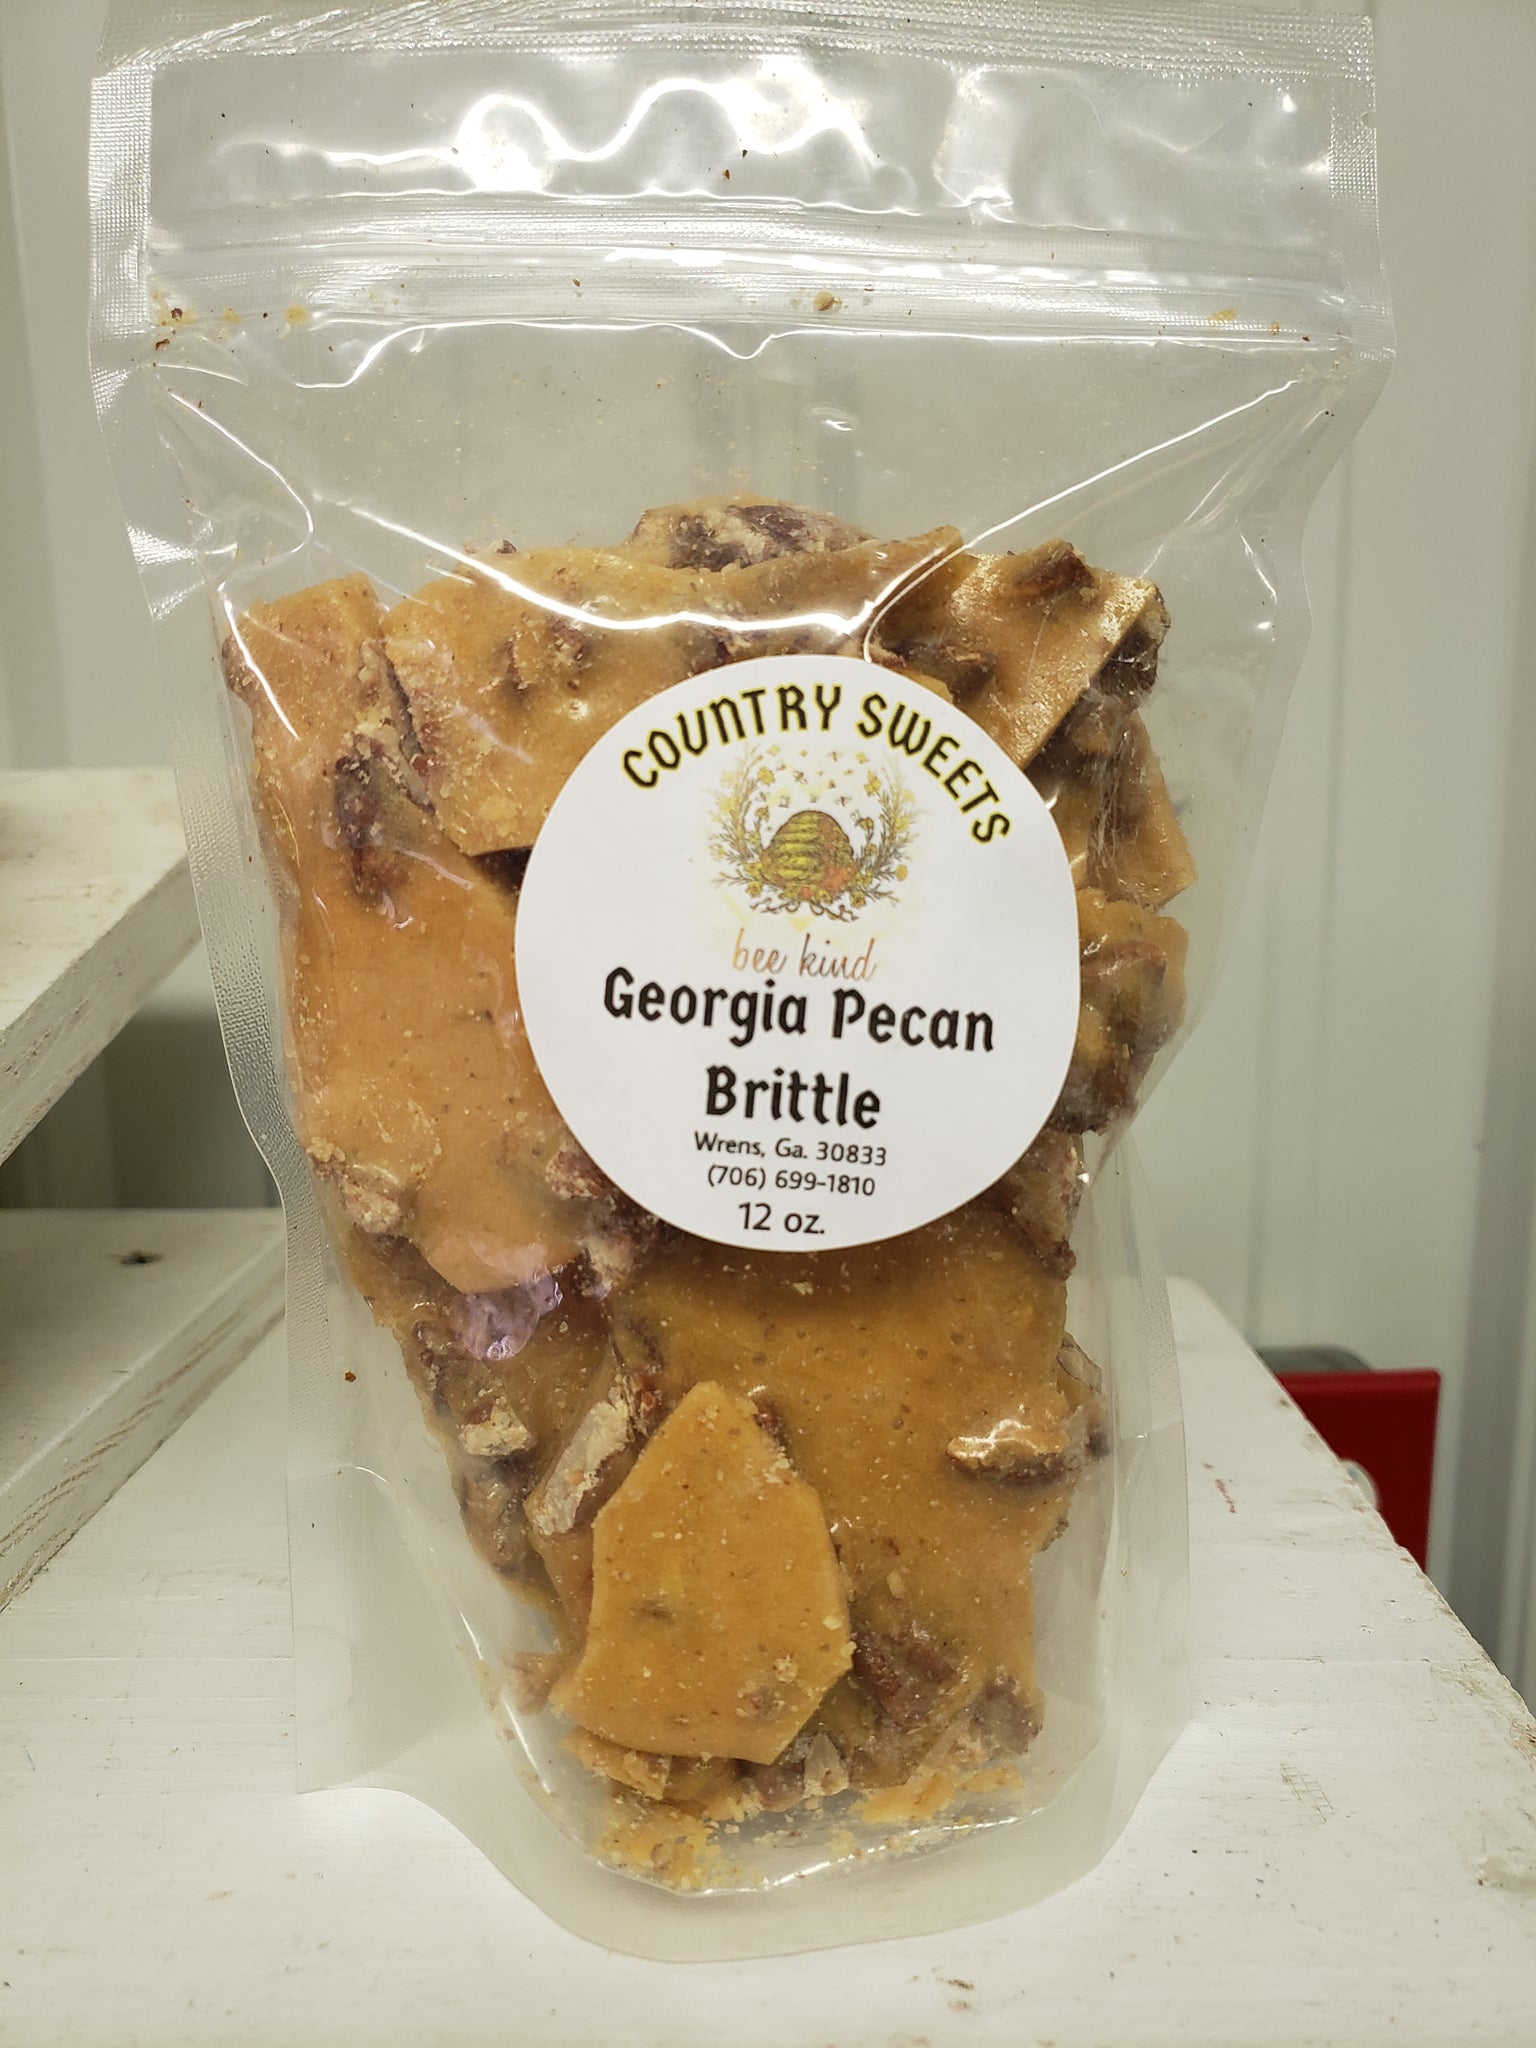 COUNTRY SWEETS
bee kind
Georgia Pecan
Brittle
Wrens, Ga. 30833
(706) 699-1810
12 oz.